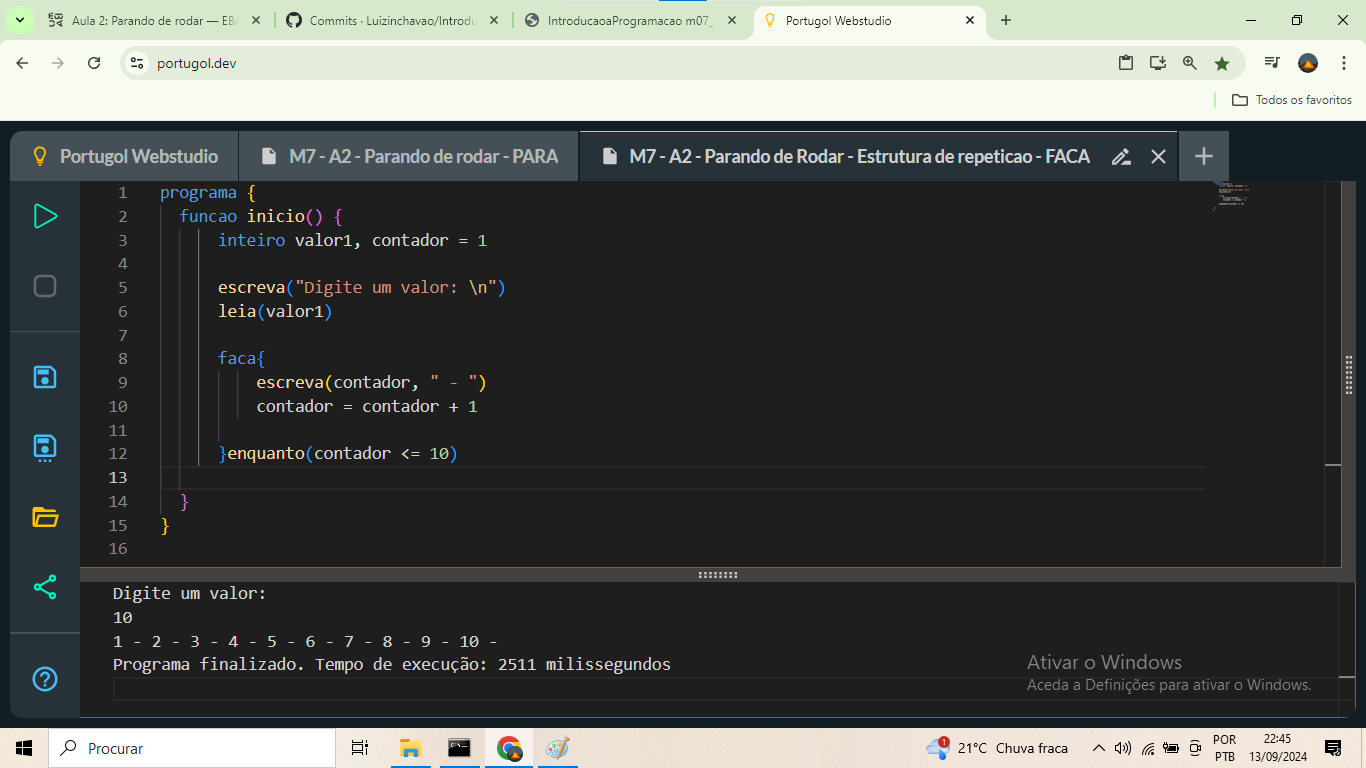 Aula 2: Parando de rodar — EBA
Commits · Luizinchavao/Introdu
IntroducaoaProgramacao m07_
Portugol Webstudio
portugol.dev
Todos os favoritos
Portugol Webstudio
M7 - A2 - Parando de rodar - PARA
M7 - A2 - Parando de Rodar - Estrutura de repeticao - FACA
1 programa {
2 funcao inicio() {
3 inteiro valor1, contador = 1
4
5 escreva("Digite um valor: \n")
6 leia(valor1)
7
8 faca{
9 escreva(contador, " - ")
10 contador = contador + 1
11
12 }enquanto(contador <= 10)
13
14 }
15 }
16
Digite um valor:
10
1 - 2 - 3 - 4 - 5 - 6 - 7 - 8 - 9 - 10 -
Programa finalizado. Tempo de execução: 2511 milissegundos
Ativar o Windows
Aceda a Definições para ativar o Windows.
Procurar
1
21°C Chuva fraca
POR
PTB
22:45
13/09/2024